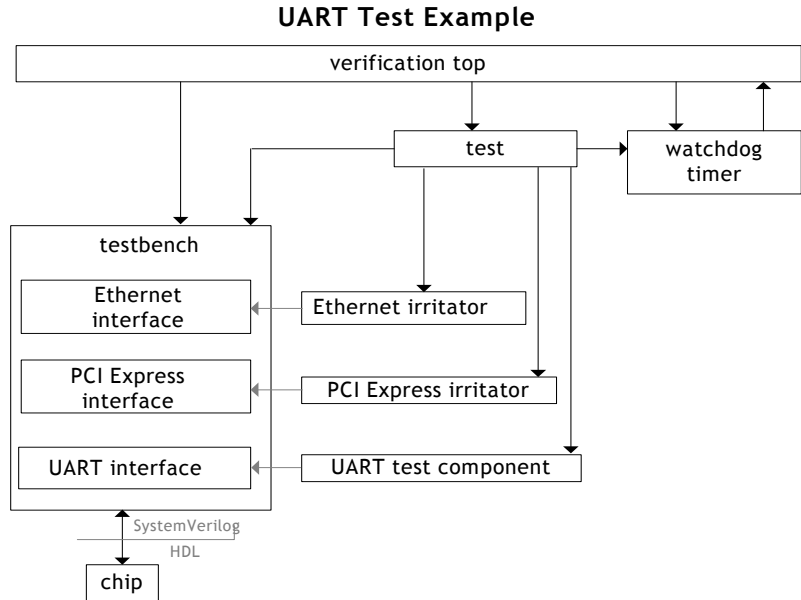 UART Test Example
verification top
test
watchdog
timer
testbench
Ethernet
interface
Ethernet irritator
PCI Express
interface
PCI Express irritator
UART interface
UART test component
SystemVerilog
HDL
chip